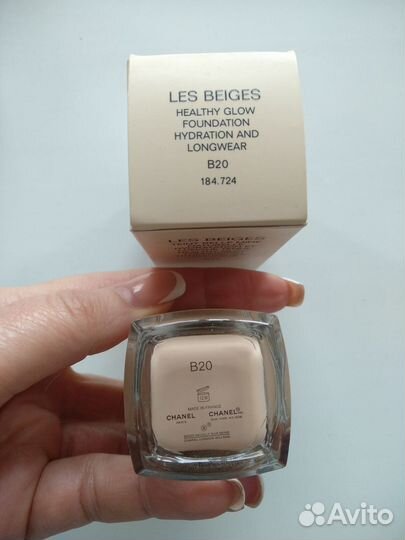 LES BEIGES
HEALTHY GLOW
FOUNDATION
HYDRATION AND
LONGWEAR
B20
184.724
LES BEIGES
B20
MADE IN FRANCE
CHANEL CHANEL
PARIS
Avito